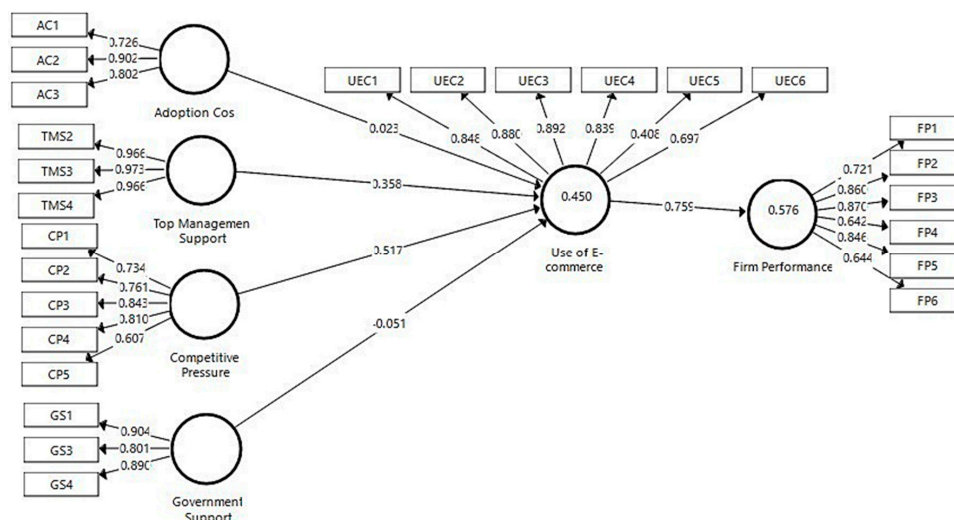 AC1
0.726
AC2
0.902
AC3
0.802
Adoption Cos
TMS2
0.966
TMS3
0.973
TMS4
0.966
Top Managemen
Support
CP1
0.734
CP2
0.761
CP3
0.843
CP4
0.810
CP5
0.607
Competitive
Pressure
GS1
0.904
GS3
0.801
GS4
0.890
Government
Support
0.023
0.358
0.517
-0.051
UEC1
UEC2
UEC3
UEC4
UEC5
UEC6
0.848
0.880
0.892
0.839
0.408
0.697
0.450
Use of E-
commerce
0.759
0.576
Firm Performance
FP1
0.721
FP2
0.860
FP3
0.870
FP4
0.642
FP5
0.846
FP6
0.644